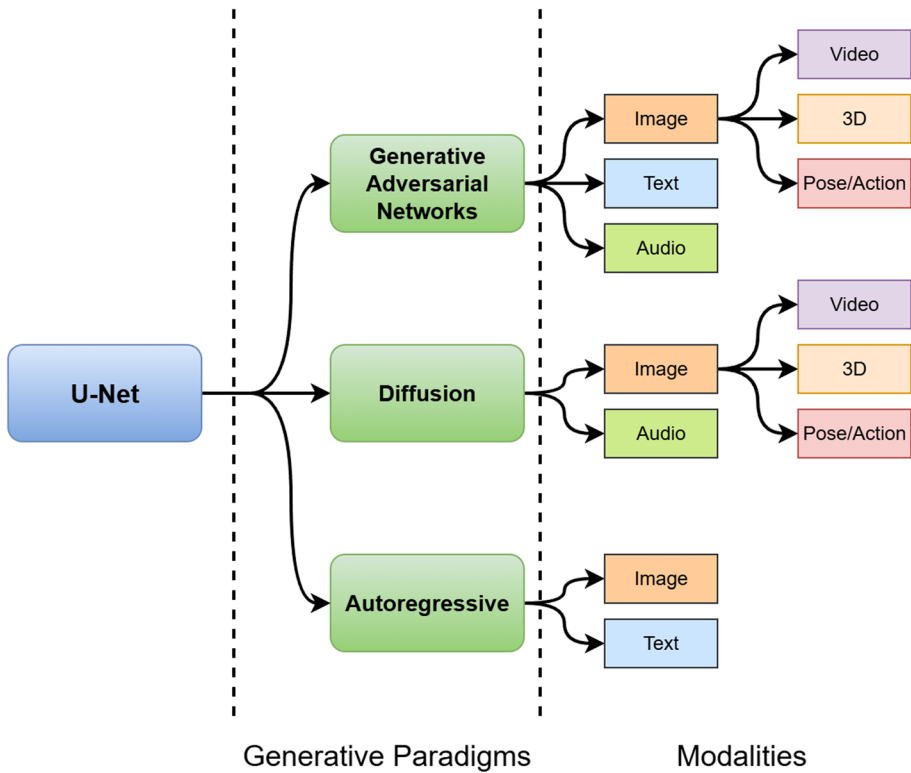 U-Net
Generative
Adversarial
Networks
Image
Text
Audio
Video
3D
Pose/Action
Diffusion
Image
Audio
Video
3D
Pose/Action
Autoregressive
Image
Text
Generative Paradigms
Modalities